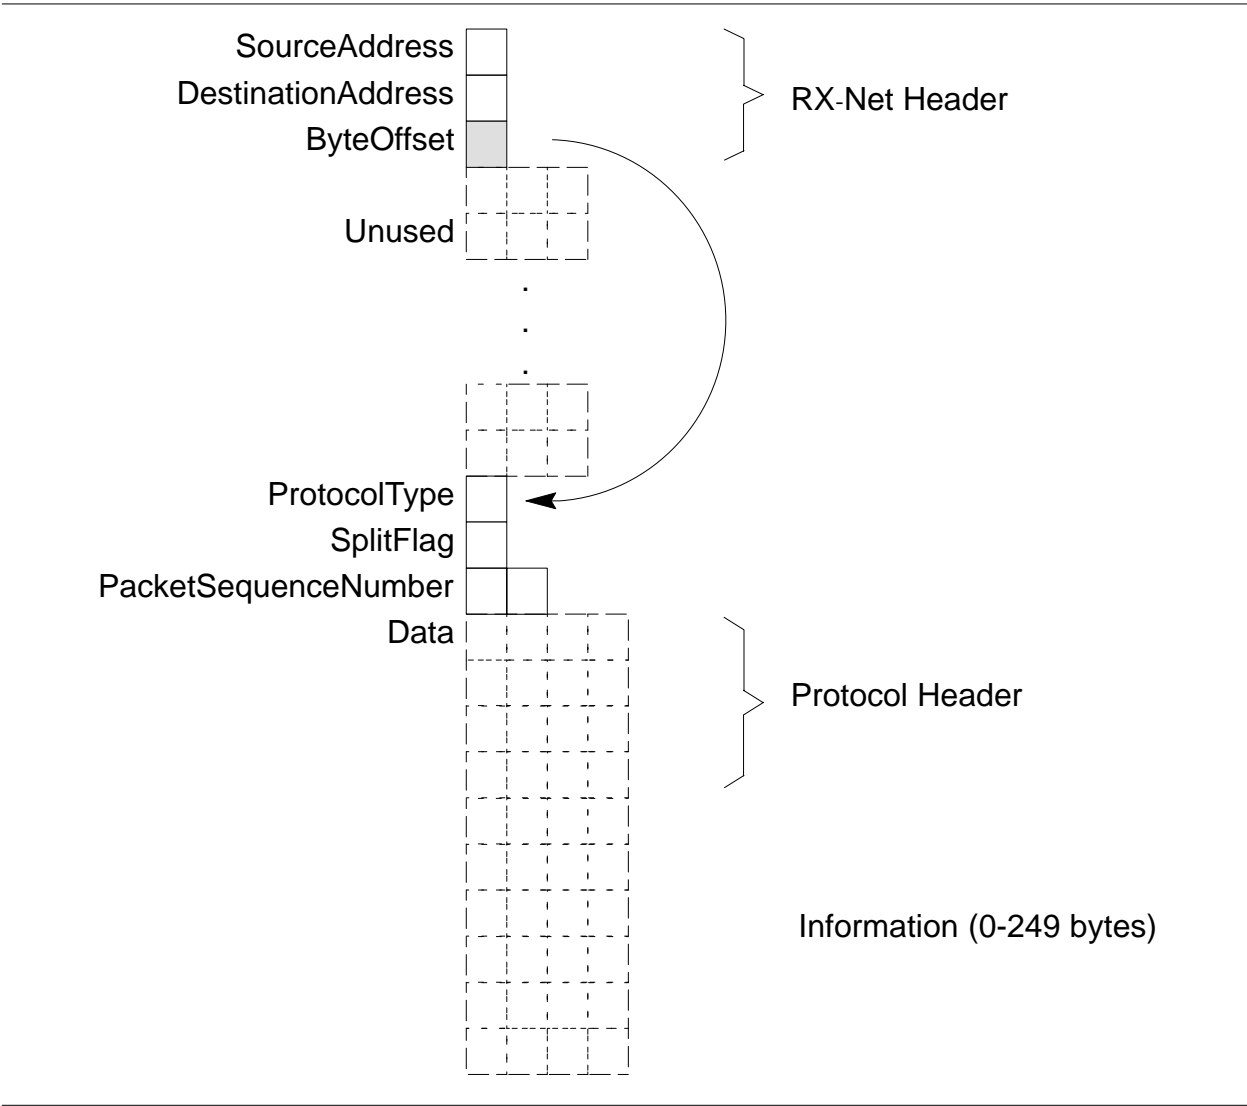 SourceAddress
DestinationAddress
ByteOffset
RX-Net Header
Unused
.
.
.
ProtocolType
SplitFlag
PacketSequenceNumber
Data
Protocol Header
Information (0-249 bytes)